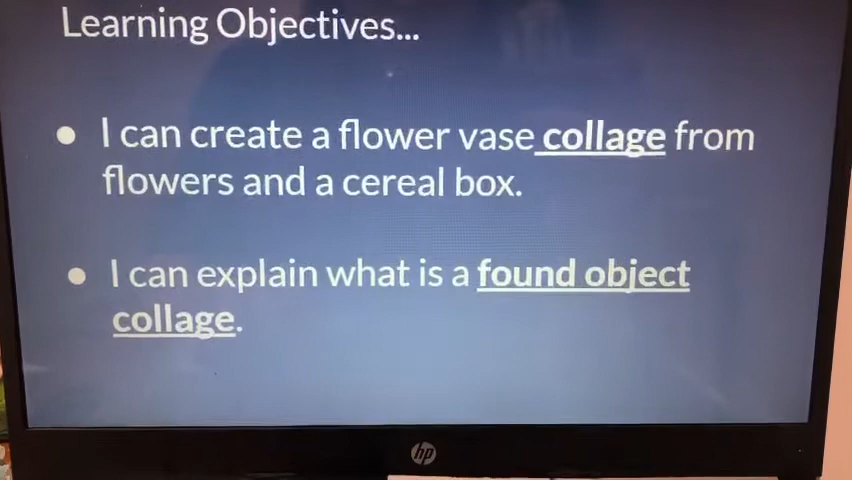 Learning Objectives...
● I can create a flower vase collage from
flowers and a cereal box.
● I can explain what is a found object
collage.
hp